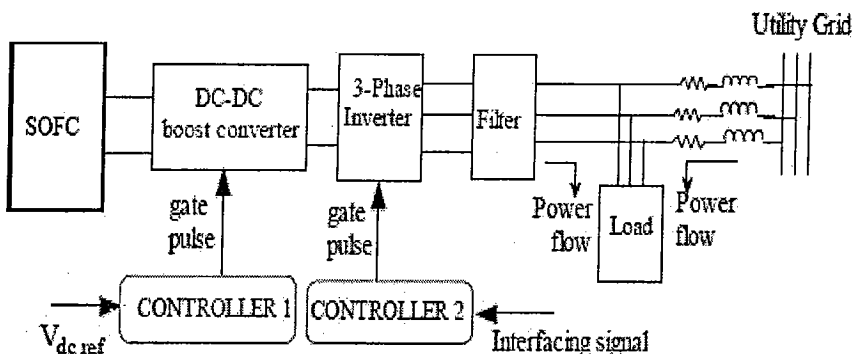 Utility Grid
SOFC
DC-DC
boost converter
3-Phase
Inverter
Filter
gate
pulse
gate
pulse
Power
flow
Load
Power
flow
CONTROLLER 1
CONTROLLER 2
V dc ref
Interfacing signal